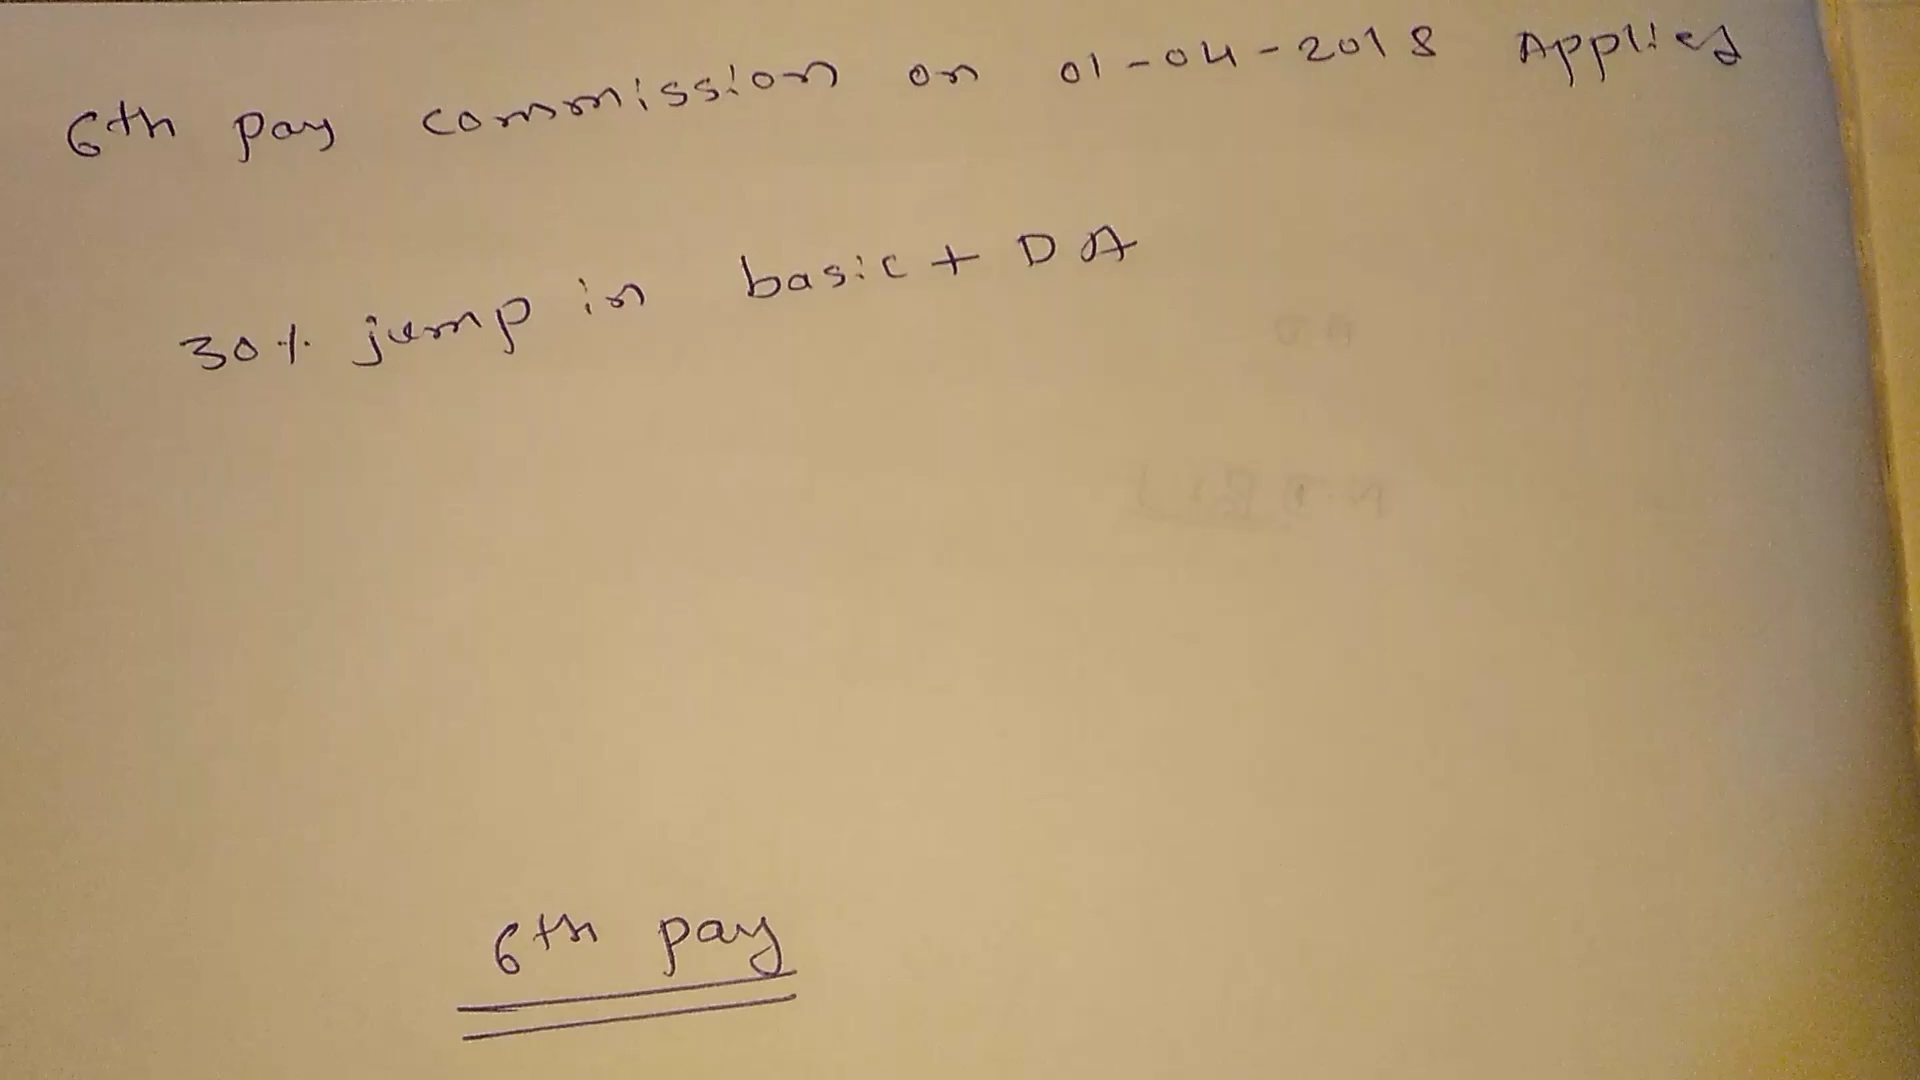 6th pay commission on 01-04-2018 Applied
30% jump in basic + DA
6th pay